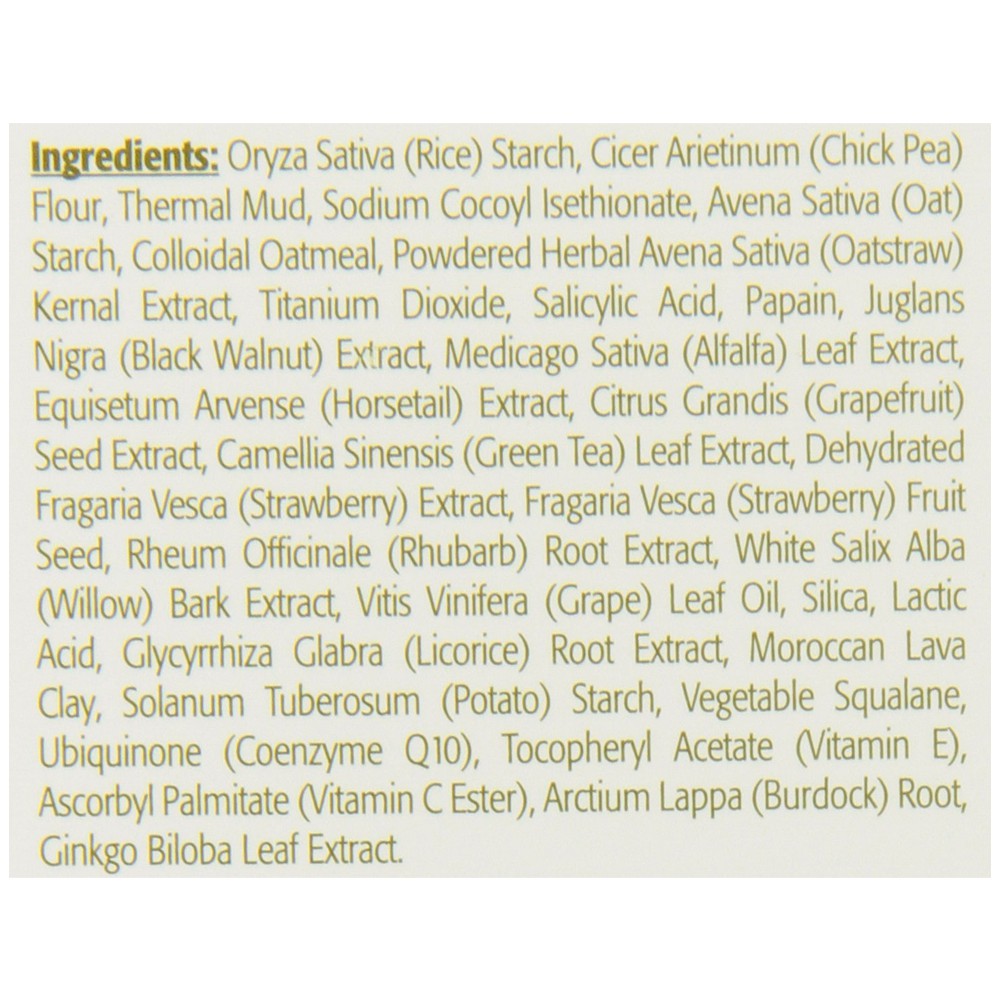 Ingredients: Oryza Sativa (Rice) Starch, Cicer Arietinum (Chick Pea)
Flour, Thermal Mud, Sodium Cocoyl Isethionate, Avena Sativa (Oat)
Starch, Colloidal Oatmeal, Powdered Herbal Avena Sativa (Oatstraw)
Kernal Extract, Titanium Dioxide, Salicylic Acid, Papain, Juglans
Nigra (Black Walnut) Extract, Medicago Sativa (Alfalfa) Leaf Extract,
Equisetum Arvense (Horsetail) Extract, Citrus Grandis (Grapefruit)
Seed Extract, Camellia Sinensis (Green Tea) Leaf Extract, Dehydrated
Fragaria Vesca (Strawberry) Extract, Fragaria Vesca (Strawberry) Fruit
Seed, Rheum Officinale (Rhubarb) Root Extract, White Salix Alba
(Willow) Bark Extract, Vitis Vinifera (Grape) Leaf Oil, Silica, Lactic
Acid, Glycyrrhiza Glabra (Licorice) Root Extract, Moroccan Lava
Clay, Solanum Tuberosum (Potato) Starch, Vegetable Squalane,
Ubiquinone (Coenzyme Q10), Tocopheryl Acetate (Vitamin E),
Ascorbyl Palmitate (Vitamin C Ester), Arctium Lappa (Burdock) Root,
Ginkgo Biloba Leaf Extract.